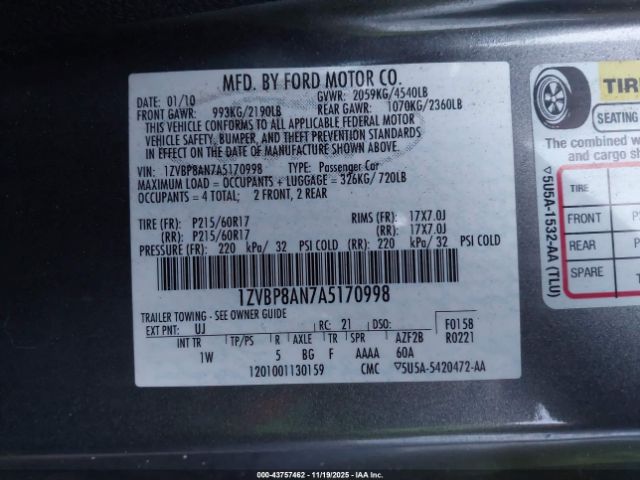 MFD. BY FORD MOTOR CO.
DATE: 01/10 GVWR: 2059KG/4540LB
FRONT GAWR: 993KG/2190LB REAR GAWR: 1070KG/2360LB
THIS VEHICLE CONFORMS TO ALL APPLICABLE FEDERAL MOTOR
VEHICLE SAFETY, BUMPER, AND THEFT PREVENTION STANDARDS
IN EFFECT ON THE DATE OF MANUFACTURE SHOWN ABOVE.
VIN: 1ZVBP8AN7A5170998 TYPE: Passenger Car
MAXIMUM LOAD = OCCUPANTS + LUGGAGE = 326KG/720LB
OCCUPANTS = 4 TOTAL; 2 FRONT, 2 REAR
TIRE (FR): P215/60R17 RIMS (FR): 17X7.0J
(RR): P215/60R17 (RR): 17X7.0J
PRESSURE (FR): 220 kPa/ 32 PSI COLD (RR): 220 kPa/ 32 PSI COLD
1ZVBP8AN7A5170998
TRAILER TOWING - SEE OWNER GUIDE
EXT PNT: UJ RC: 21 DSO: F0158
INT TR TP/PS R AXLE TR SPR AZF2B R0221
1W 5 BG F AAAA 60A
1201001130159 CMC ▽5U5A-5420472-AA
TIRE
SEATING
The combined w
and cargo sh
TIRE
FRONT P2
REAR P
SPARE T
▽5U5A-1532-AA (TLU)
000-43757462 - 11/19/2025 - IAAI.COM